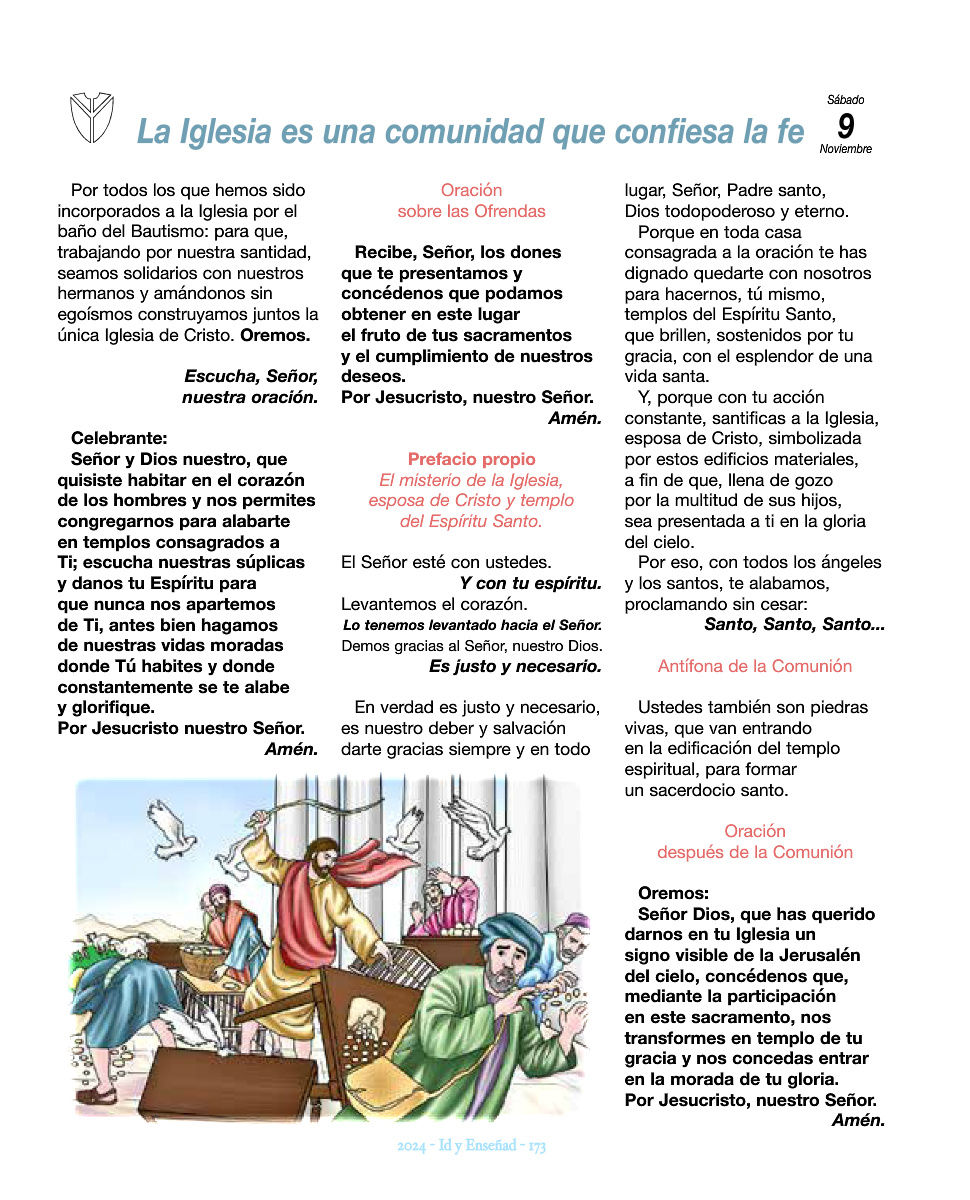 La Iglesia es una comunidad que confiesa la fe
Sábado
9
Noviembre
Por todos los que hemos sido
incorporados a la Iglesia por el
baño del Bautismo: para que,
trabajando por nuestra santidad,
seamos solidarios con nuestros
hermanos y amándonos sin
egoísmos construyamos juntos la
única Iglesia de Cristo. Oremos.
Escucha, Señor,
nuestra oración.
Celebrante:
Señor y Dios nuestro, que
quisiste habitar en el corazón
de los hombres y nos permites
congregarnos para alabarte
en templos consagrados a
Ti; escucha nuestras súplicas
y danos tu Espíritu para
que nunca nos apartemos
de Ti, antes bien hagamos
de nuestras vidas moradas
donde Tú habites y donde
constantemente se te alabe
y glorifique.
Por Jesucristo nuestro Señor.
Amén.
Oración
sobre las Ofrendas
Recibe, Señor, los dones
que te presentamos y
concédenos que podamos
obtener en este lugar
el fruto de tus sacramentos
y el cumplimiento de nuestros
deseos.
Por Jesucristo, nuestro Señor.
Amén.
Prefacio propio
El misterio de la Iglesia,
esposa de Cristo y templo
del Espíritu Santo.
El Señor esté con ustedes.
Y con tu espíritu.
Levantemos el corazón.
Lo tenemos levantado hacia el Señor.
Demos gracias al Señor, nuestro Dios.
Es justo y necesario.
En verdad es justo y necesario,
es nuestro deber y salvación
darte gracias siempre y en todo
lugar, Señor, Padre santo,
Dios todopoderoso y eterno.
Porque en toda casa
consagrada a la oración te has
dignado quedarte con nosotros
para hacernos, tú mismo,
templos del Espíritu Santo,
que brillen, sostenidos por tu
gracia, con el esplendor de una
vida santa.
Y, porque con tu acción
constante, santificas a la Iglesia,
esposa de Cristo, simbolizada
por estos edificios materiales,
a fin de que, llena de gozo
por la multitud de sus hijos,
sea presentada a ti en la gloria
del cielo.
Por eso, con todos los ángeles
y los santos, te alabamos,
proclamando sin cesar:
Santo, Santo, Santo...
Antífona de la Comunión
Ustedes también son piedras
vivas, que van entrando
en la edificación del templo
espiritual, para formar
un sacerdocio santo.
Oración
después de la Comunión
Oremos:
Señor Dios, que has querido
darnos en tu Iglesia un
signo visible de la Jerusalén
del cielo, concédenos que,
mediante la participación
en este sacramento, nos
transformes en templo de tu
gracia y nos concedas entrar
en la morada de tu gloria.
Por Jesucristo, nuestro Señor.
Amén.
2024 - Id y Enseñad - 173